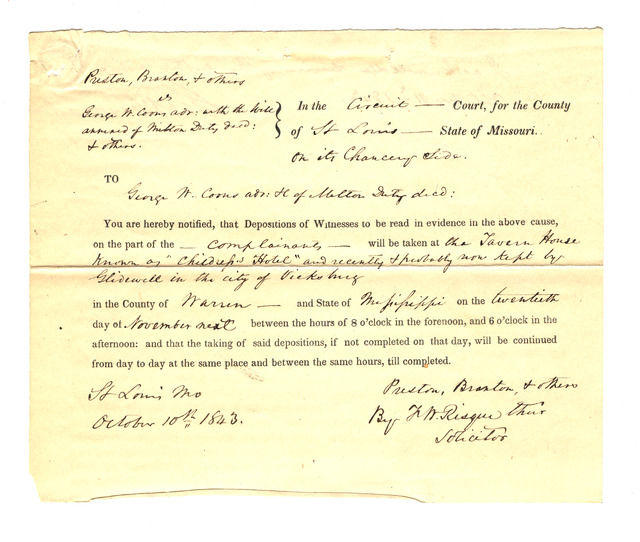 Preston, Braxton, & others
vs
George W. Coons adr: with the Will
annexed of Milton Duty decd:
& others.
In the Circuit Court, for the County
of St Louis State of Missouri.
on its Chancery Side.
TO
George W. Coons adr: &c of Milton Duty decd:
You are hereby notified, that Depositions of Witnesses to be read in evidence in the above cause,
on the part of the complainants will be taken at the Tavern House
known as "Childress Hotel" and recently & probably now kept by
Glidewell in the city of Vicksburg
in the County of Warren and State of Mississippi on the twentieth
day of November next between the hours of 8 o'clock in the forenoon, and 6 o'clock in the
afternoon: and that the taking of said depositions, if not completed on that day, will be continued
from day to day at the same place and between the same hours, till completed.
St Louis Mo
October 10th 1843.
Preston, Braxton, & others
By F. W. Risque their
Solicitor